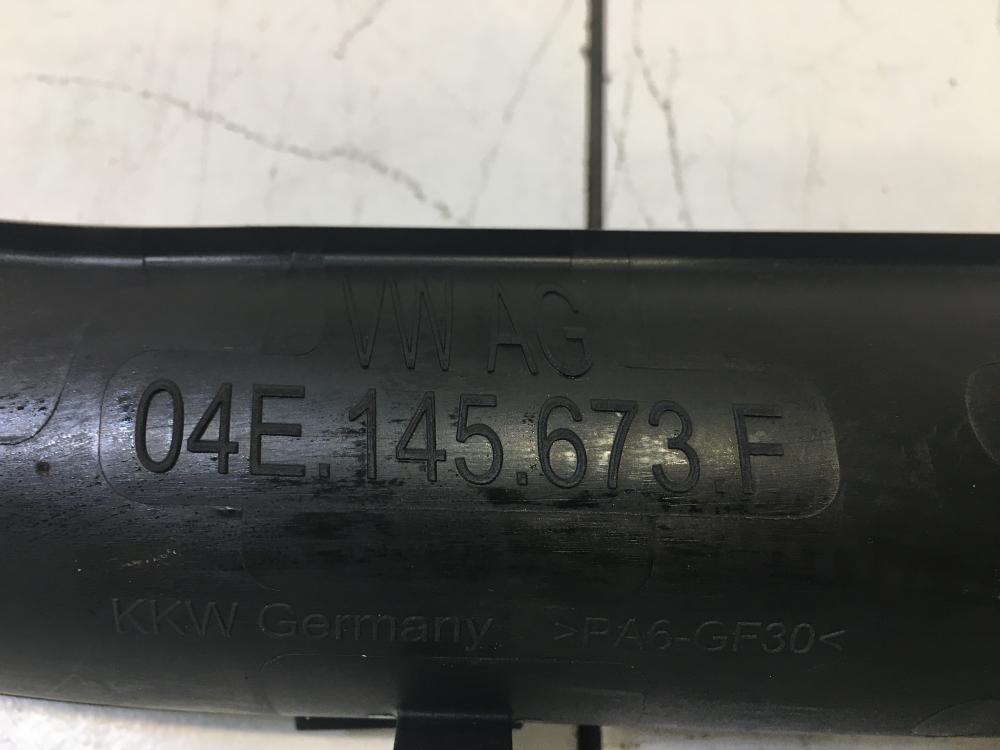 VW AG
04E.145.673.F
KKW Germany >PA6-GF30<